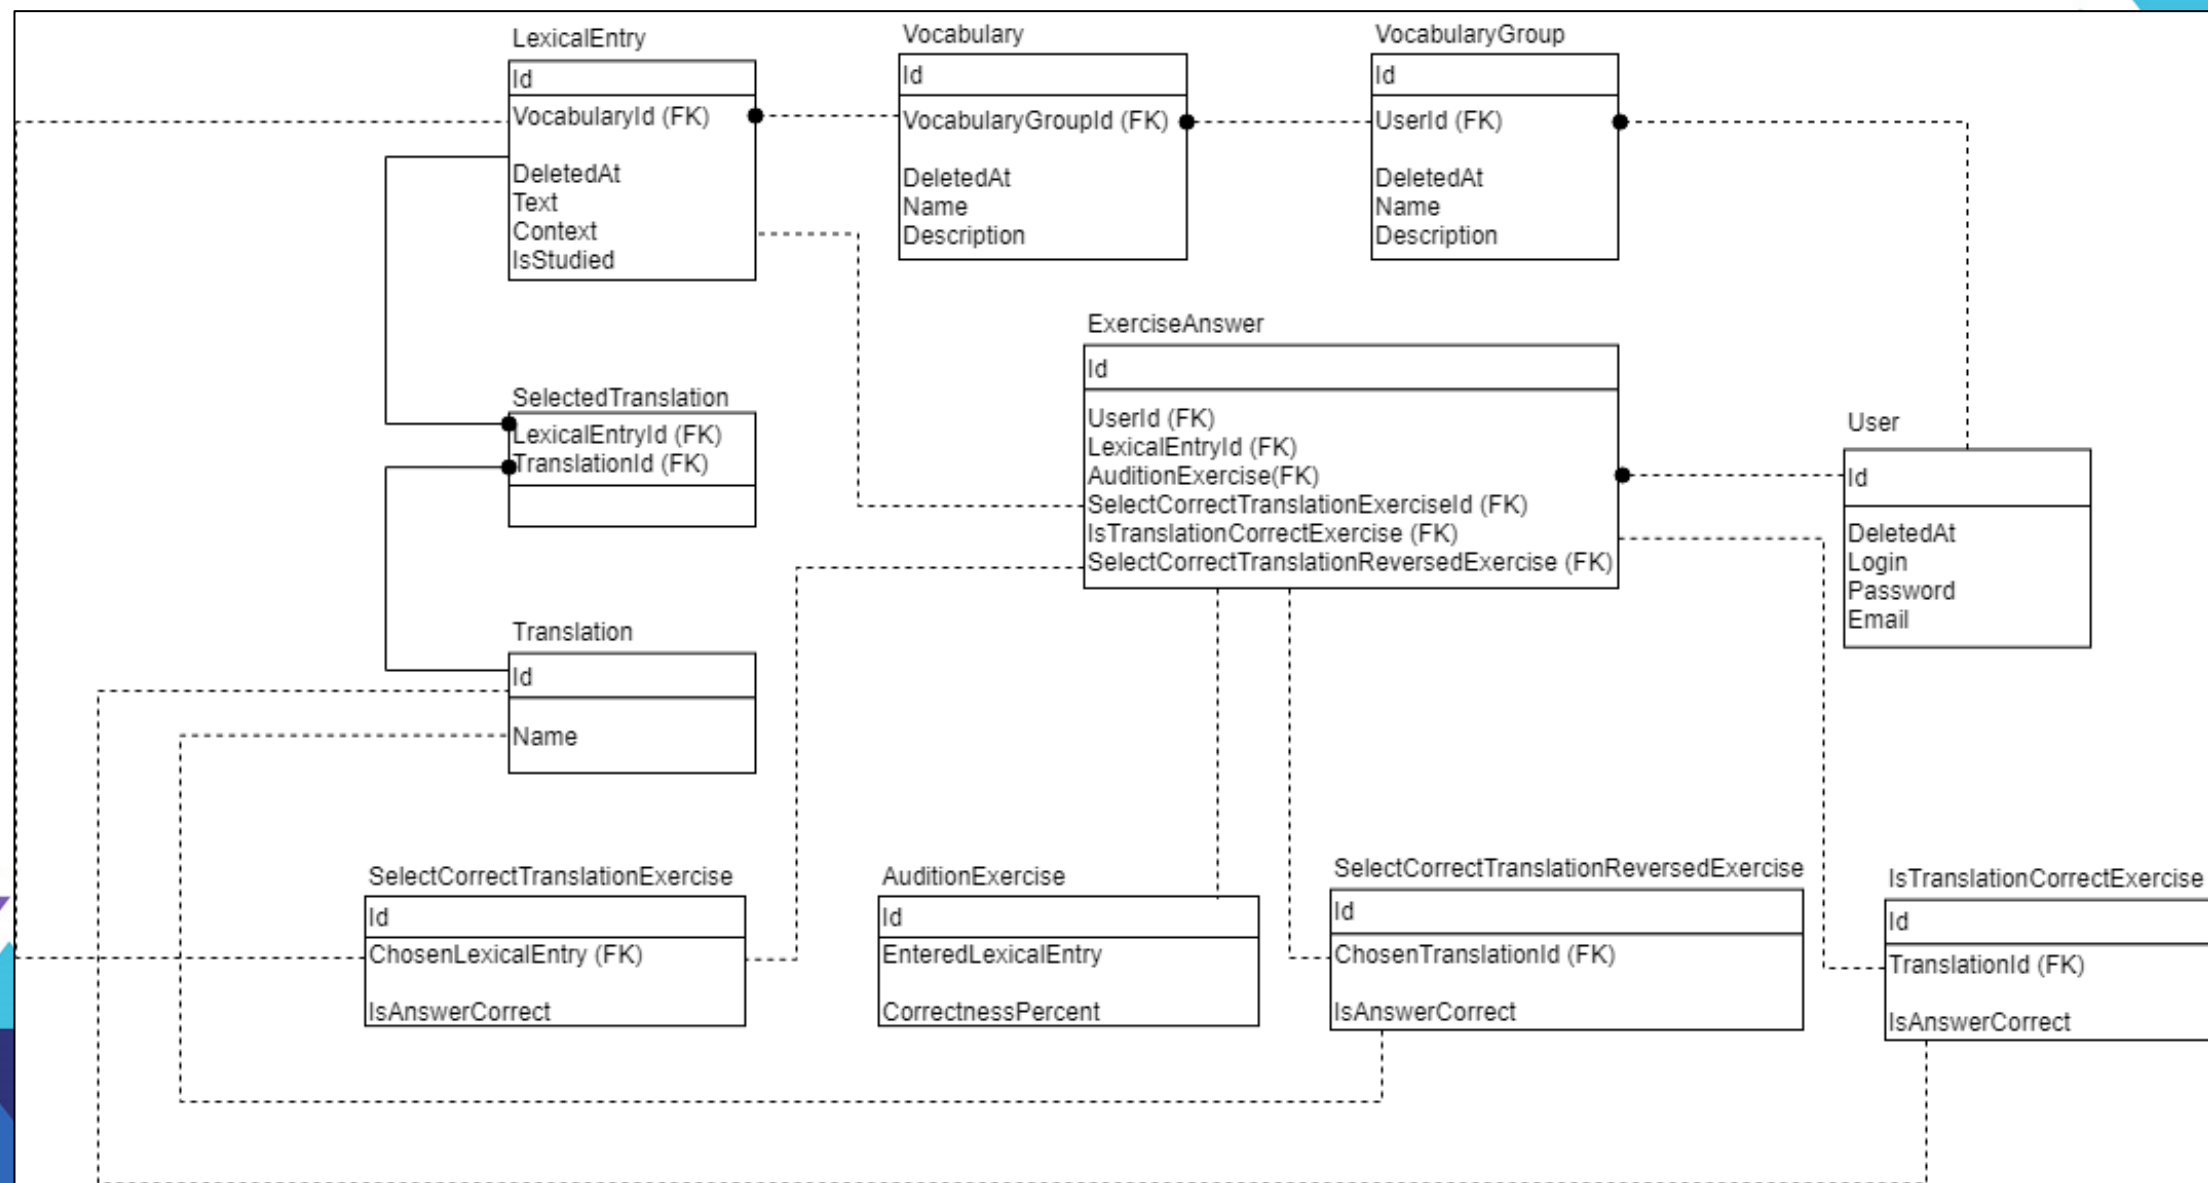 LexicalEntry
Id
VocabularyId (FK)
DeletedAt
Text
Context
IsStudied
Vocabulary
Id
VocabularyGroupId (FK)
DeletedAt
Name
Description
VocabularyGroup
Id
UserId (FK)
DeletedAt
Name
Description
ExerciseAnswer
Id
UserId (FK)
LexicalEntryId (FK)
AuditionExercise(FK)
SelectCorrectTranslationExerciseId (FK)
IsTranslationCorrectExercise (FK)
SelectCorrectTranslationReversedExercise (FK)
SelectedTranslation
LexicalEntryId (FK)
TranslationId (FK)
User
Id
DeletedAt
Login
Password
Email
Translation
Id
Name
SelectCorrectTranslationExercise
Id
ChosenLexicalEntry (FK)
IsAnswerCorrect
AuditionExercise
Id
EnteredLexicalEntry
CorrectnessPercent
SelectCorrectTranslationReversedExercise
Id
ChosenTranslationId (FK)
IsAnswerCorrect
IsTranslationCorrectExercise
Id
TranslationId (FK)
IsAnswerCorrect